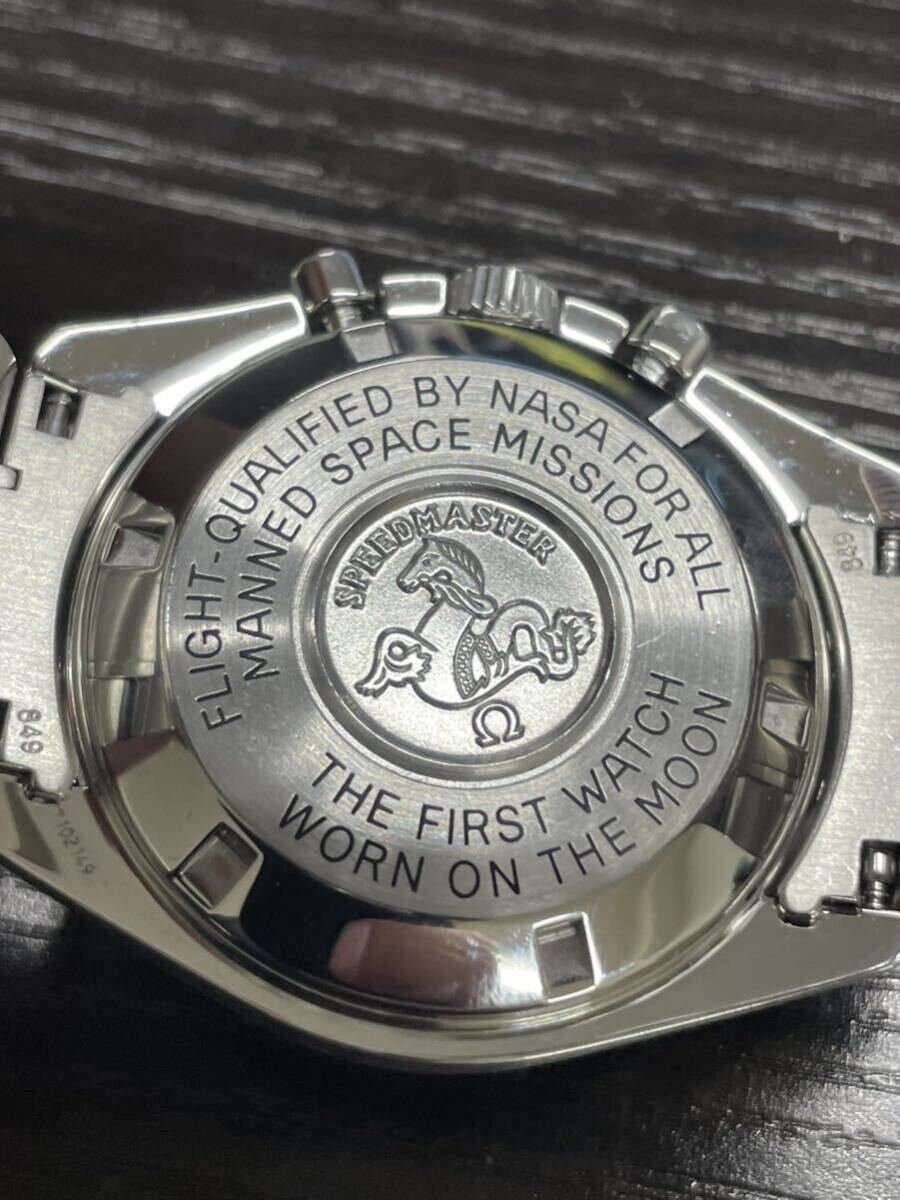 FLIGHT-QUALIFIED BY NASA FOR ALL
MANNED SPACE MISSIONS
SPEEDMASTER
Ω
THE FIRST WATCH
WORN ON THE MOON
849
849